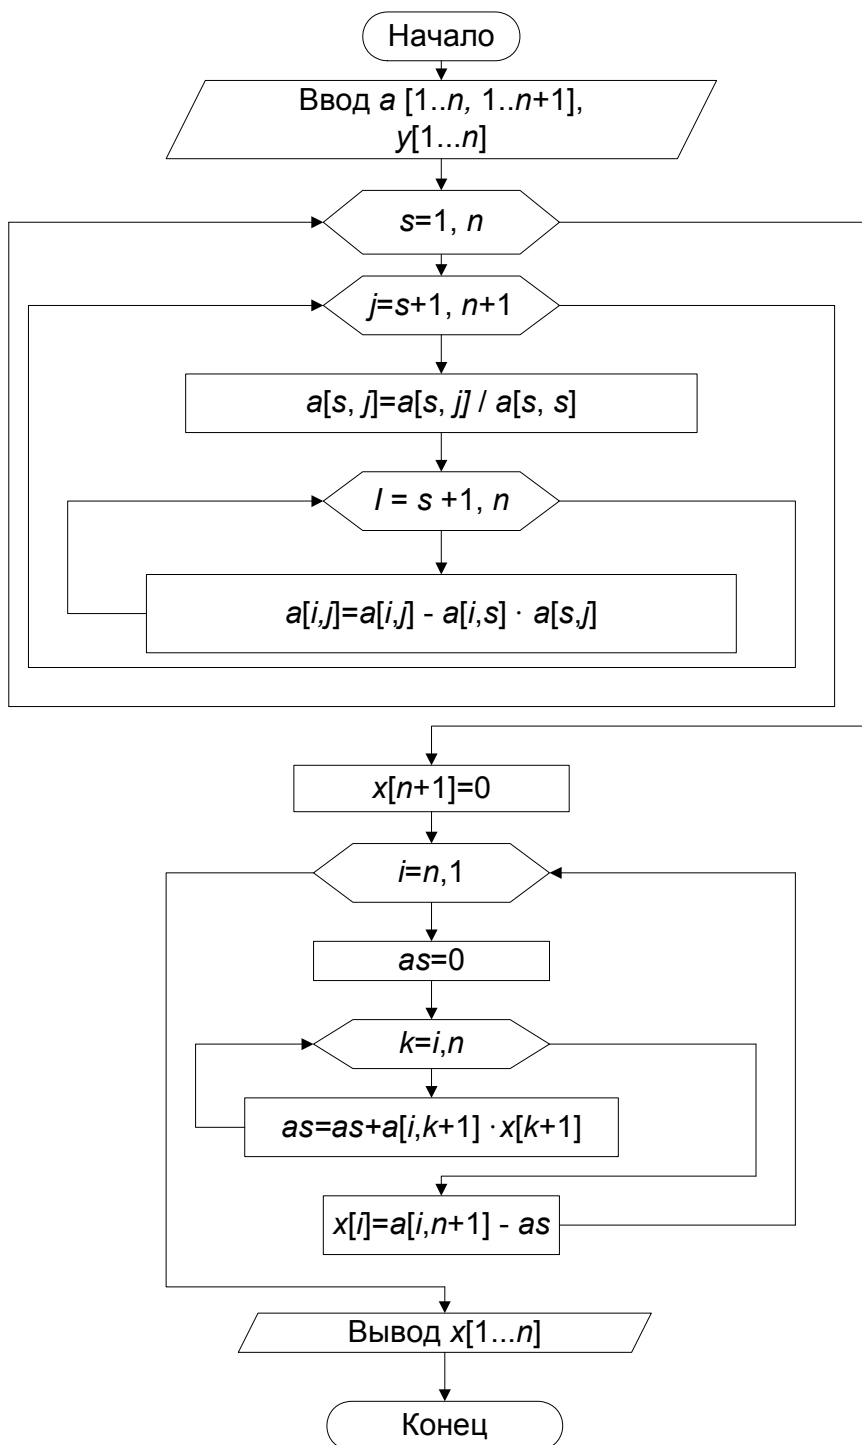 Начало
Ввод a [1..n, 1..n+1],
y[1...n]
s=1, n
j=s+1, n+1
a[s, j]=a[s, j] / a[s, s]
I = s +1, n
a[i,j]=a[i,j] - a[i,s] · a[s,j]
x[n+1]=0
i=n,1
as=0
k=i,n
as=as+a[i,k+1] · x[k+1]
x[i]=a[i,n+1] - as
Вывод x[1...n]
Конец